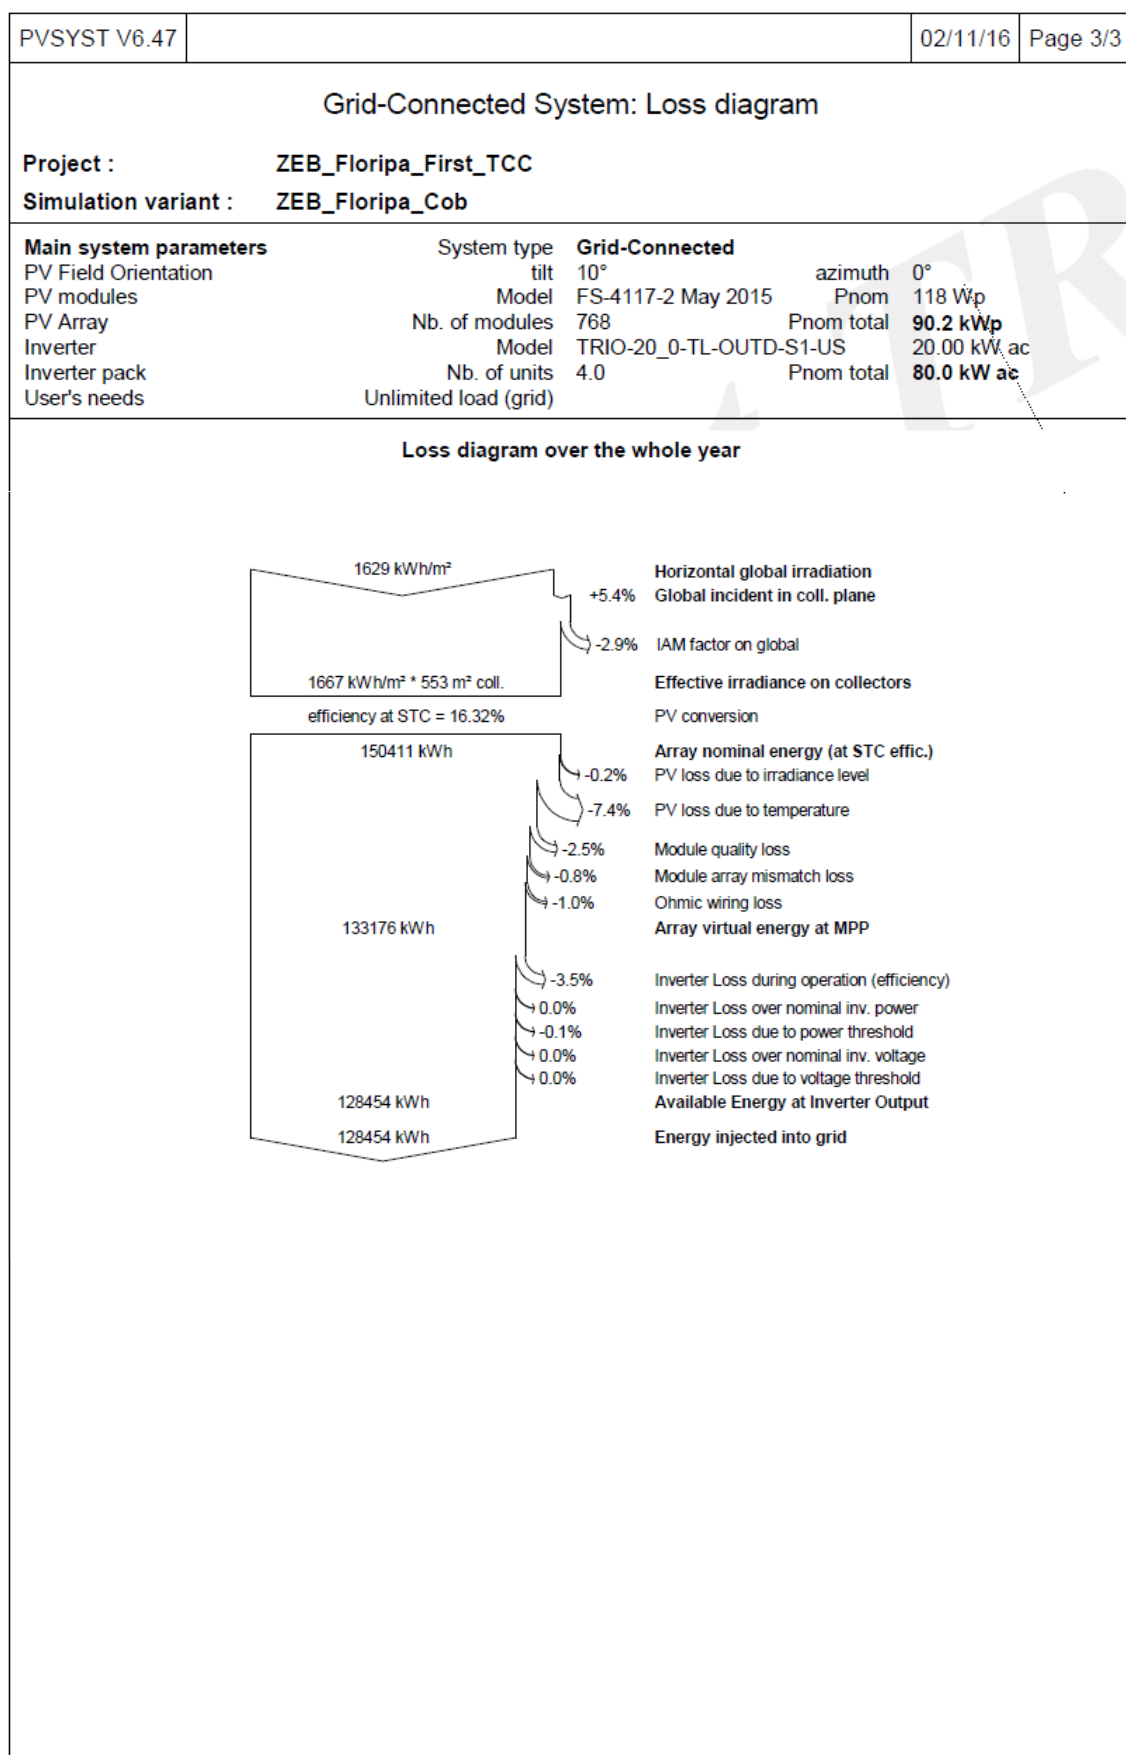 PVSYST V6.47 02/11/16 Page 3/3
Grid-Connected System: Loss diagram
Project : ZEB_Floripa_First_TCC
Simulation variant : ZEB_Floripa_Cob
Main system parameters System type Grid-Connected
PV Field Orientation tilt 10° azimuth 0°
PV modules Model FS-4117-2 May 2015 Pnom 118 Wp
PV Array Nb. of modules 768 Pnom total 90.2 kWp
Inverter Model TRIO-20_0-TL-OUTD-S1-US 20.00 kW ac
Inverter pack Nb. of units 4.0 Pnom total 80.0 kW ac
User's needs Unlimited load (grid)
Loss diagram over the whole year
1629 kWh/m² Horizontal global irradiation
+5.4% Global incident in coll. plane
-2.9% IAM factor on global
1667 kWh/m² * 553 m² coll. Effective irradiance on collectors
efficiency at STC = 16.32% PV conversion
150411 kWh Array nominal energy (at STC effic.)
-0.2% PV loss due to irradiance level
-7.4% PV loss due to temperature
-2.5% Module quality loss
-0.8% Module array mismatch loss
-1.0% Ohmic wiring loss
133176 kWh Array virtual energy at MPP
-3.5% Inverter Loss during operation (efficiency)
0.0% Inverter Loss over nominal inv. power
-0.1% Inverter Loss due to power threshold
0.0% Inverter Loss over nominal inv. voltage
0.0% Inverter Loss due to voltage threshold
128454 kWh Available Energy at Inverter Output
128454 kWh Energy injected into grid